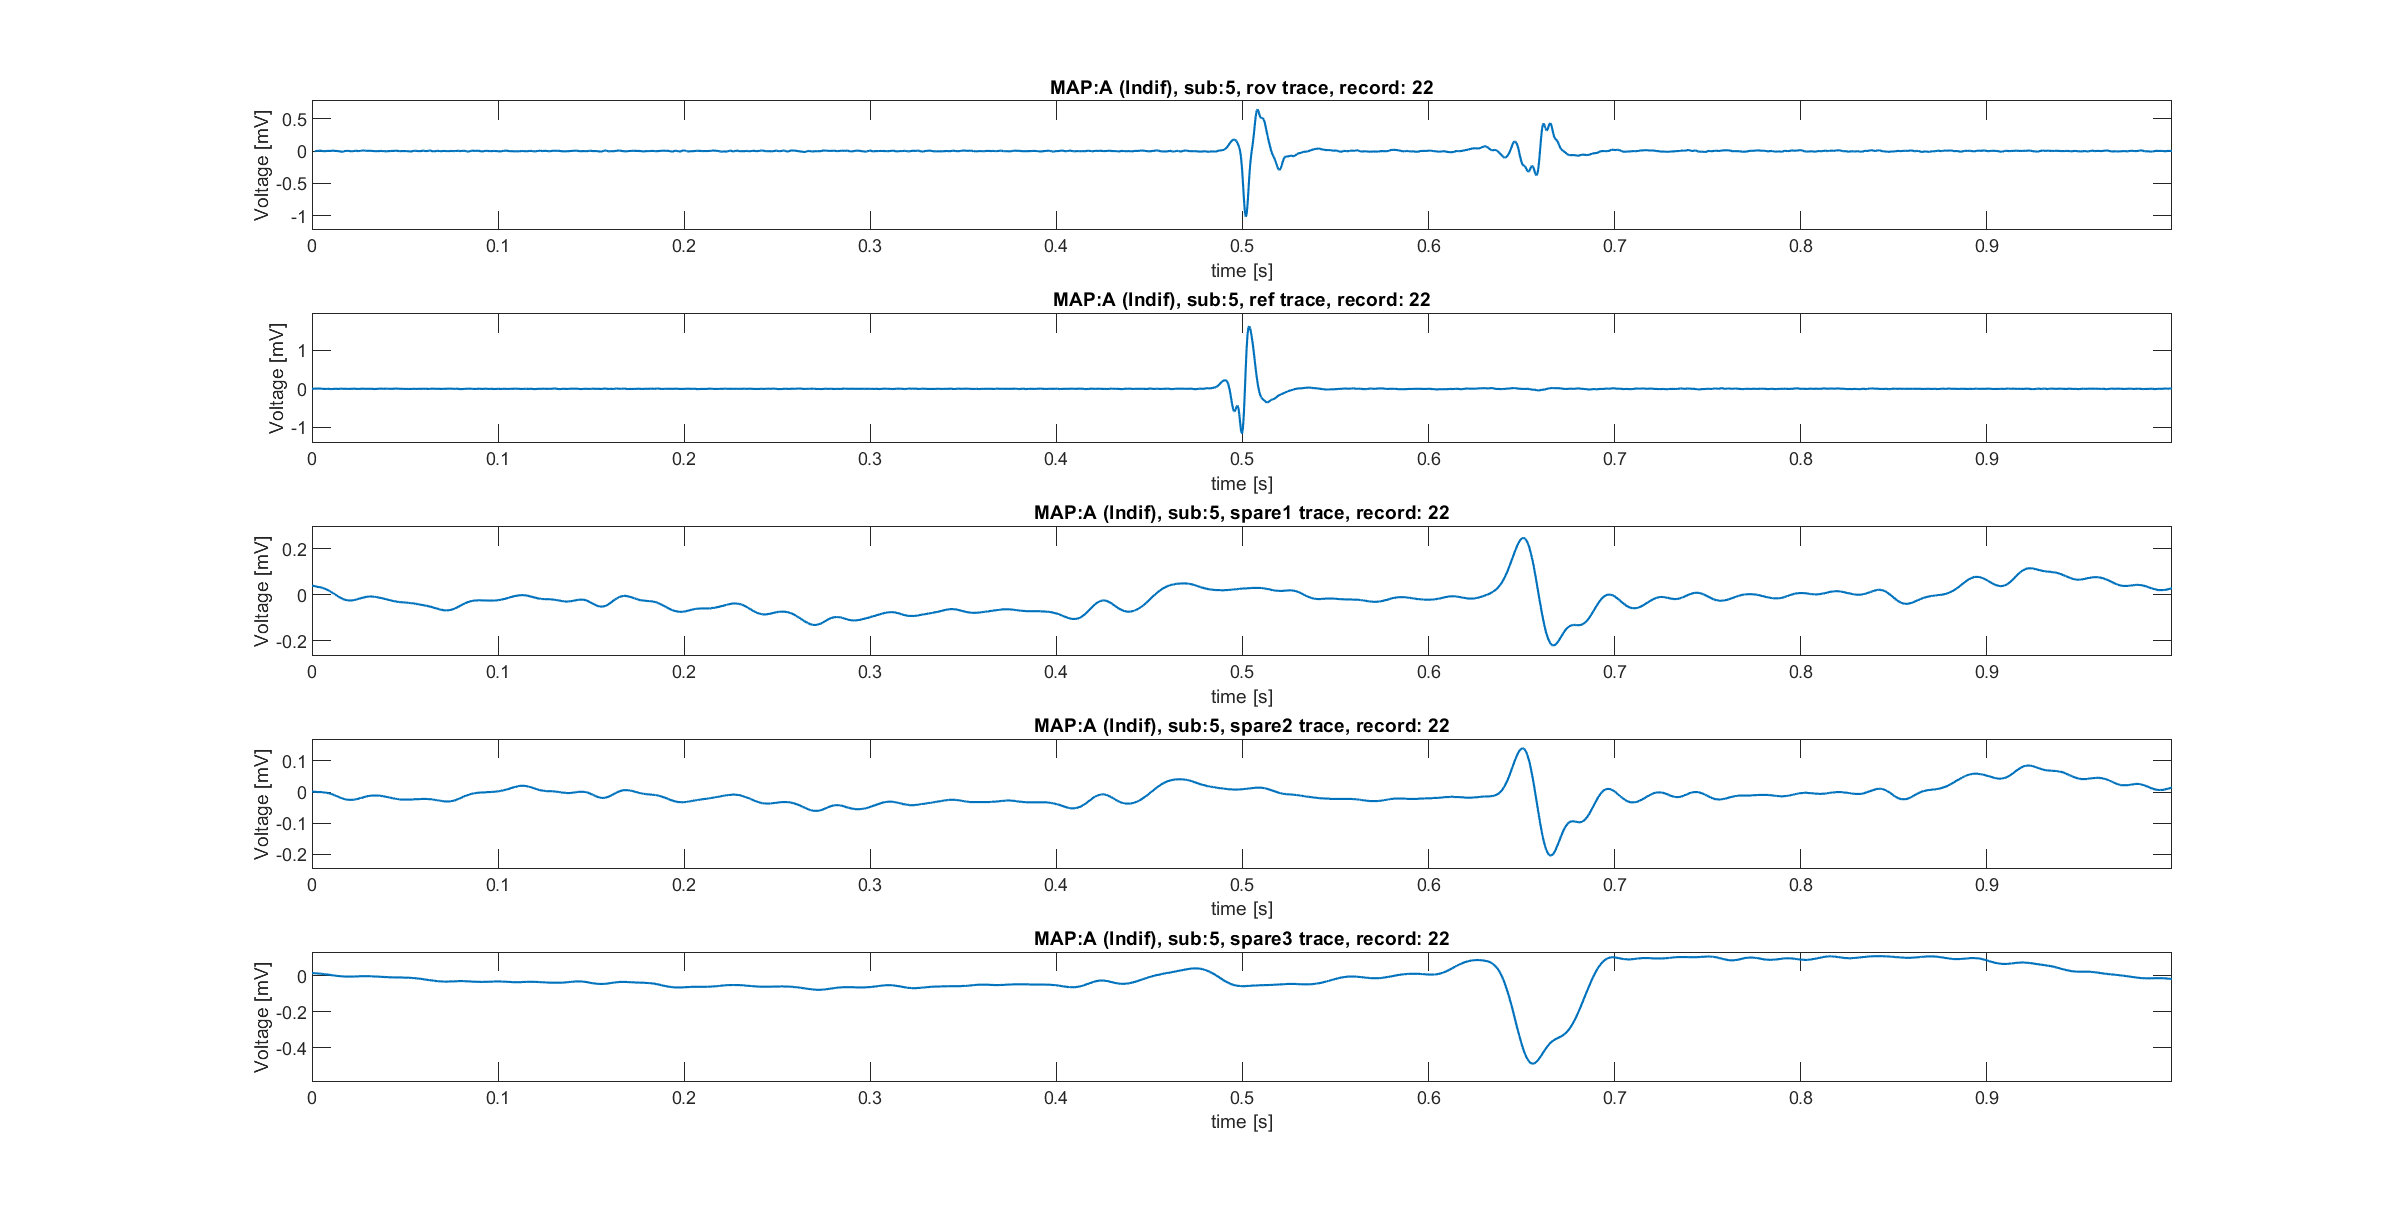 MAP:A (Indif), sub:5, rov trace, record: 22
Voltage [mV]
0.5
0
-0.5
-1
0 0.1 0.2 0.3 0.4 0.5 0.6 0.7 0.8 0.9
time [s]
MAP:A (Indif), sub:5, ref trace, record: 22
Voltage [mV]
1
0
-1
0 0.1 0.2 0.3 0.4 0.5 0.6 0.7 0.8 0.9
time [s]
MAP:A (Indif), sub:5, spare1 trace, record: 22
Voltage [mV]
0.2
0
-0.2
0 0.1 0.2 0.3 0.4 0.5 0.6 0.7 0.8 0.9
time [s]
MAP:A (Indif), sub:5, spare2 trace, record: 22
Voltage [mV]
0.1
0
-0.1
-0.2
0 0.1 0.2 0.3 0.4 0.5 0.6 0.7 0.8 0.9
time [s]
MAP:A (Indif), sub:5, spare3 trace, record: 22
Voltage [mV]
0
-0.2
-0.4
0 0.1 0.2 0.3 0.4 0.5 0.6 0.7 0.8 0.9
time [s]